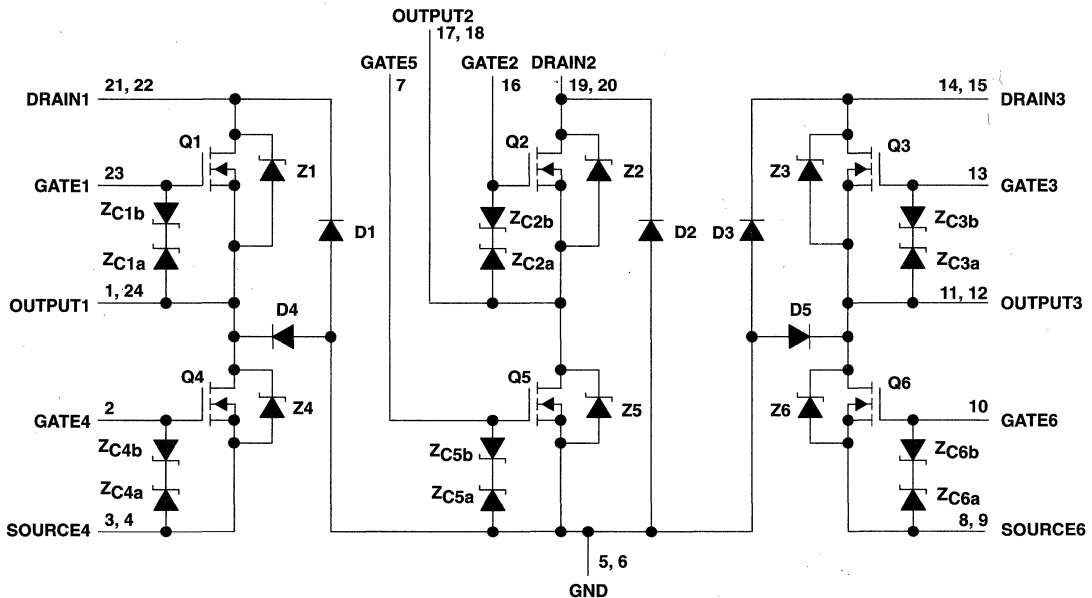 OUTPUT2
17, 18
GATE5 GATE2 DRAIN2
7 16 19, 20
21, 22 14, 15
DRAIN1 DRAIN3
Q1 Q2 Q3
Z1 Z2 Z3
23 13
GATE1 GATE3
ZC1b ZC2b ZC3b
D1 D2 D3
ZC1a ZC2a ZC3a
1, 24 11, 12
OUTPUT1 OUTPUT3
D4 D5
Q4 Q5 Q6
2 Z4 Z5 Z6 10
GATE4 GATE6
ZC4b ZC5b ZC6b
ZC4a ZC5a ZC6a
3, 4 8, 9
SOURCE4 SOURCE6
5, 6
GND